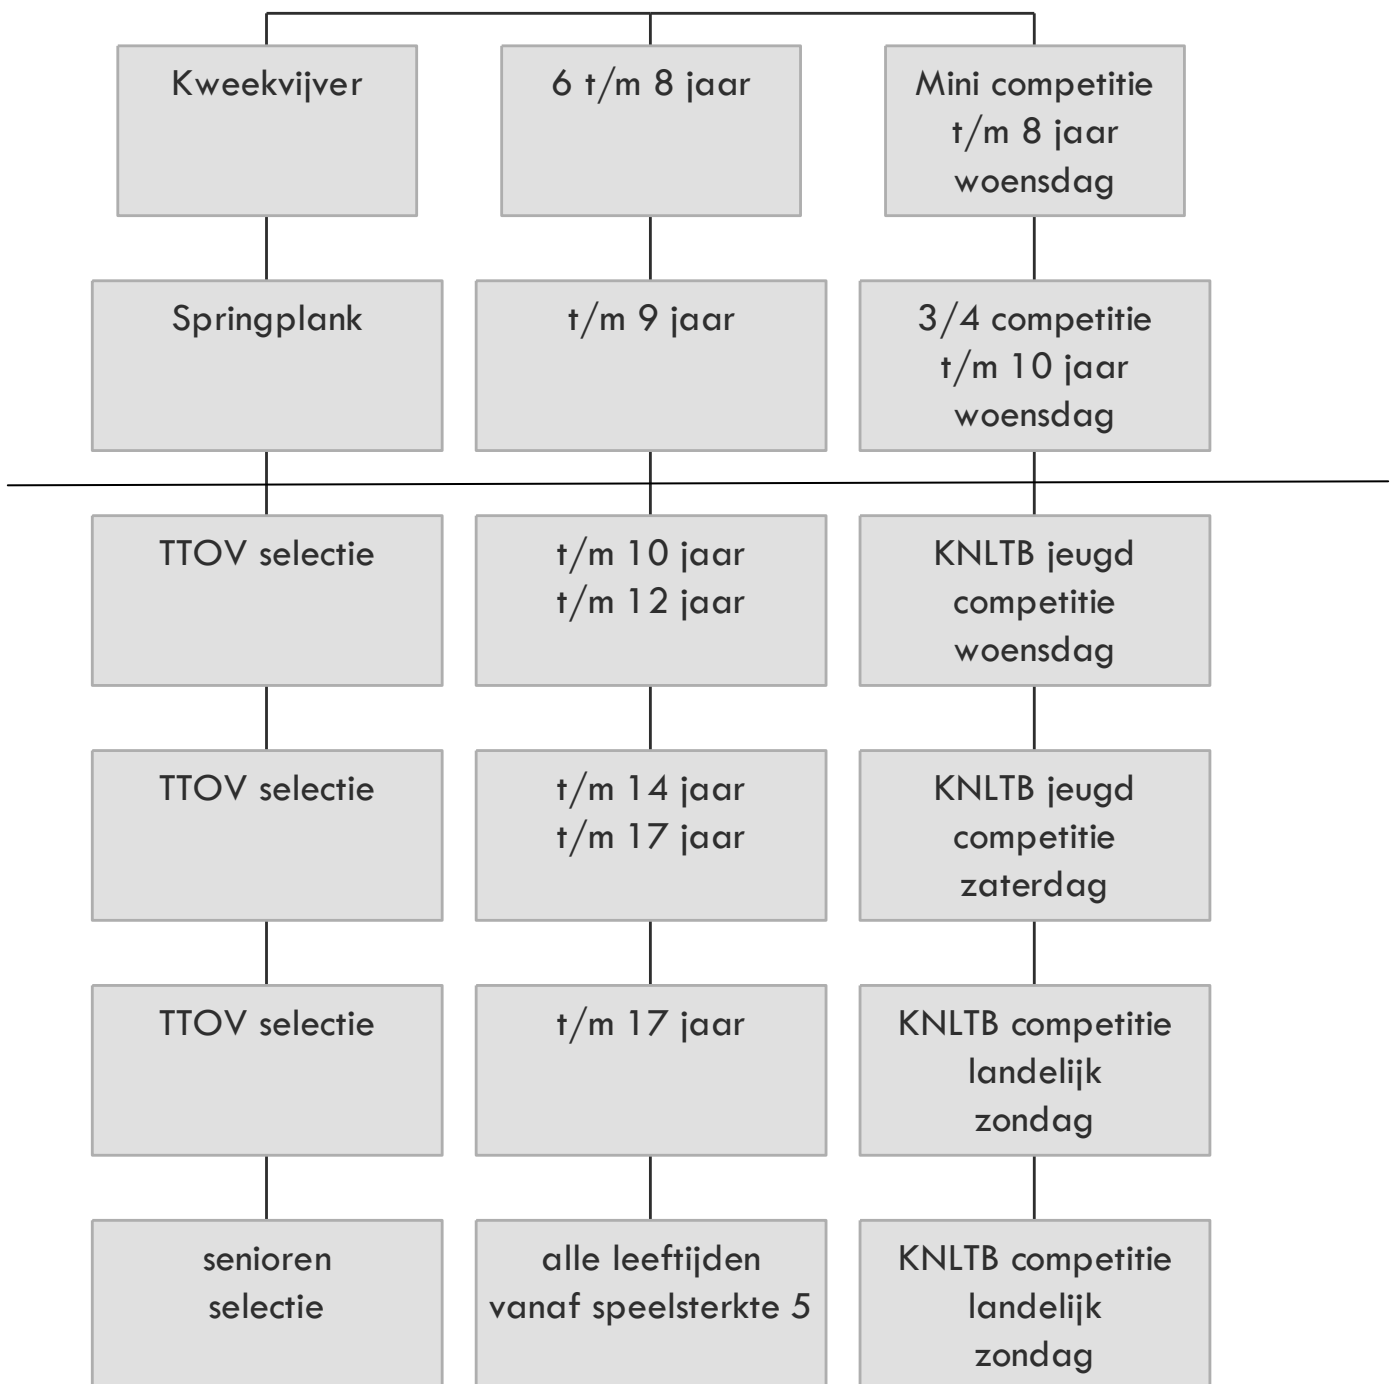 Kweekvijver
6 t/m 8 jaar
Mini competitie
t/m 8 jaar
woensdag
Springplank
t/m 9 jaar
3/4 competitie
t/m 10 jaar
woensdag
TTOV selectie
t/m 10 jaar
t/m 12 jaar
KNLTB jeugd
competitie
woensdag
TTOV selectie
t/m 14 jaar
t/m 17 jaar
KNLTB jeugd
competitie
zaterdag
TTOV selectie
t/m 17 jaar
KNLTB competitie
landelijk
zondag
senioren
selectie
alle leeftijden
vanaf speelsterkte 5
KNLTB competitie
landelijk
zondag